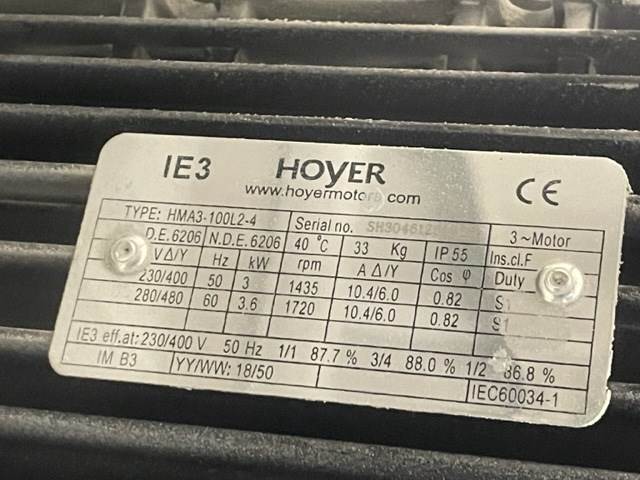 IE3 HOYER CE
www.hoyermotors.com
TYPE: HMA3-100L2-4 Serial no. 3~Motor
D.E.6206 N.D.E.6206 40 °C 33 Kg IP 55 Ins.cl.F
V Δ/Y Hz kW rpm A Δ/Y Cos φ Duty
230/400 50 3 1435 10.4/6.0 0.82 S1
280/480 60 3.6 1720 10.4/6.0 0.82 S1
IE3 eff.at: 230/400 V 50 Hz 1/1 87.7 % 3/4 88.0 % 1/2 86.8 %
IM B3 YY/WW: 18/50 IEC60034-1